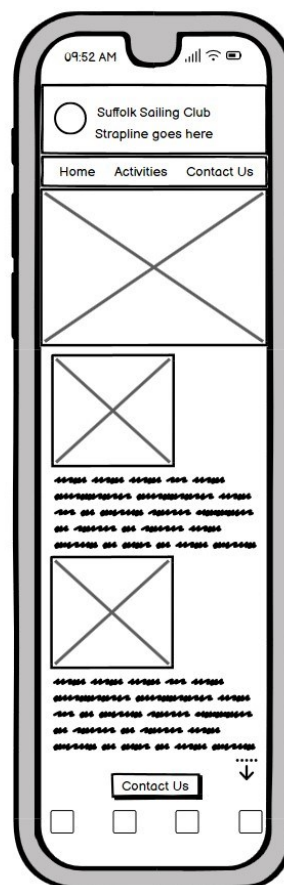 09:52 AM
Suffolk Sailing Club
Strapline goes here
Home Activities Contact Us
Contact Us